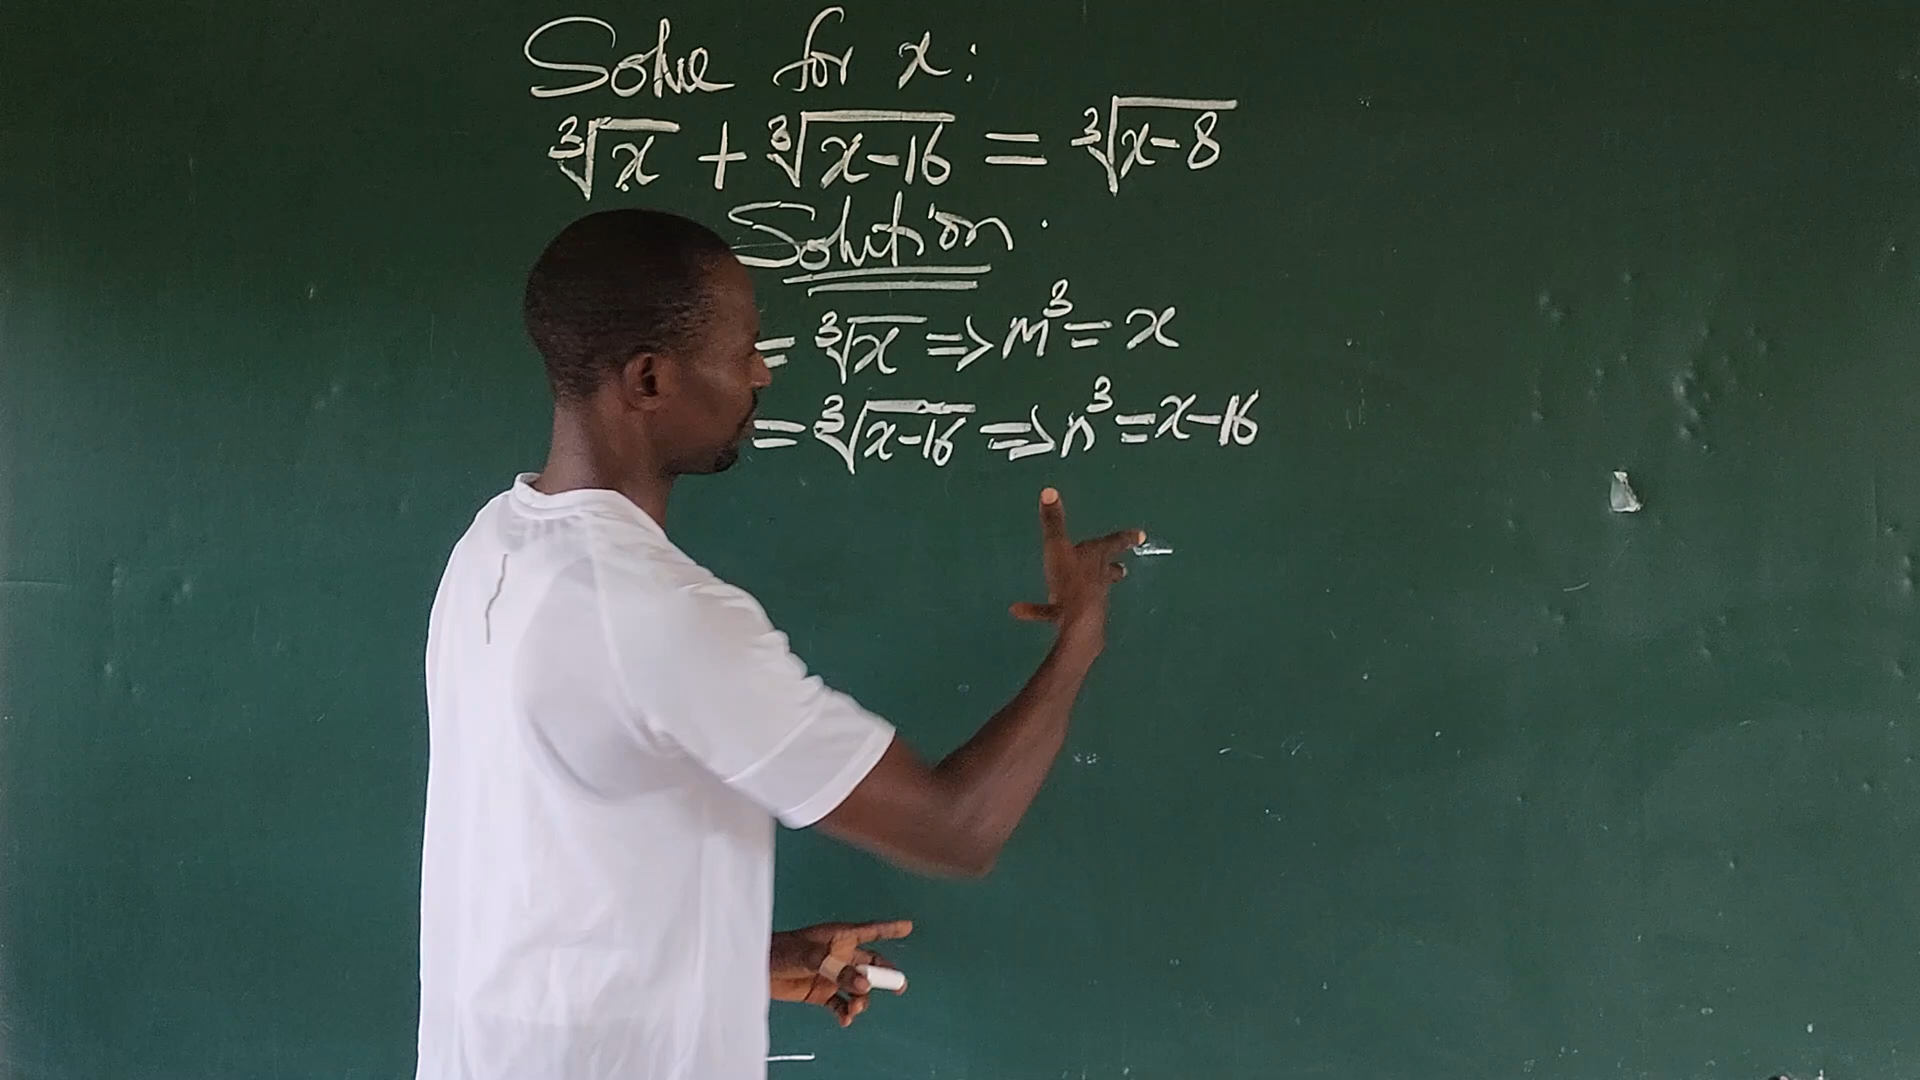 Solve for x:
∛x + ∛(x-16) = ∛(x-8)
Solution.
= ∛x => m³ = x
= ∛(x-16) => n³ = x-16